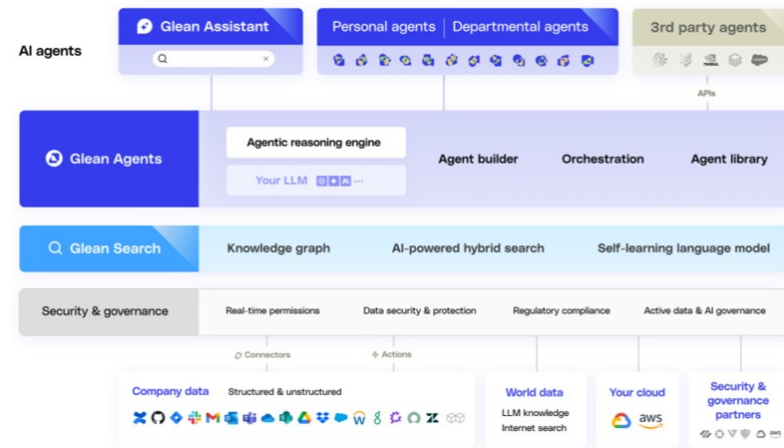 Glean Assistant
Personal agents | Departmental agents
3rd party agents
AI agents
APIs
Glean Agents
Agentic reasoning engine
Your LLM
Agent builder
Orchestration
Agent library
Glean Search
Knowledge graph
AI-powered hybrid search
Self-learning language model
Security & governance
Real-time permissions
Data security & protection
Regulatory compliance
Active data & AI governance
Connectors
Actions
Company data
Structured & unstructured
World data
LLM knowledge
Internet search
Your cloud
aws
Security &
governance
partners